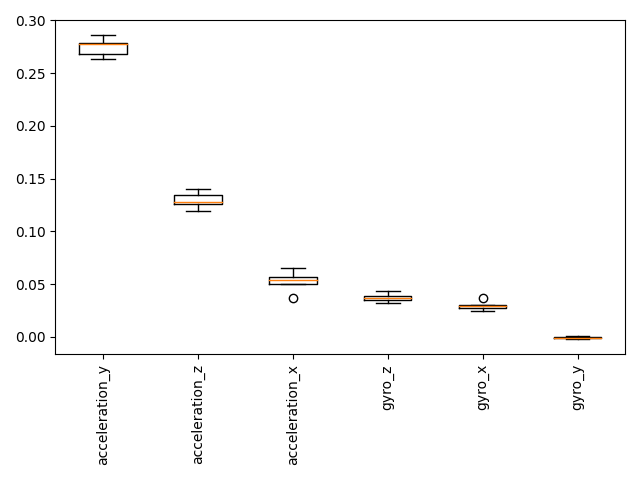 0.30
0.25
0.20
0.15
0.10
0.05
0.00
acceleration_y
acceleration_z
acceleration_x
gyro_z
gyro_x
gyro_y